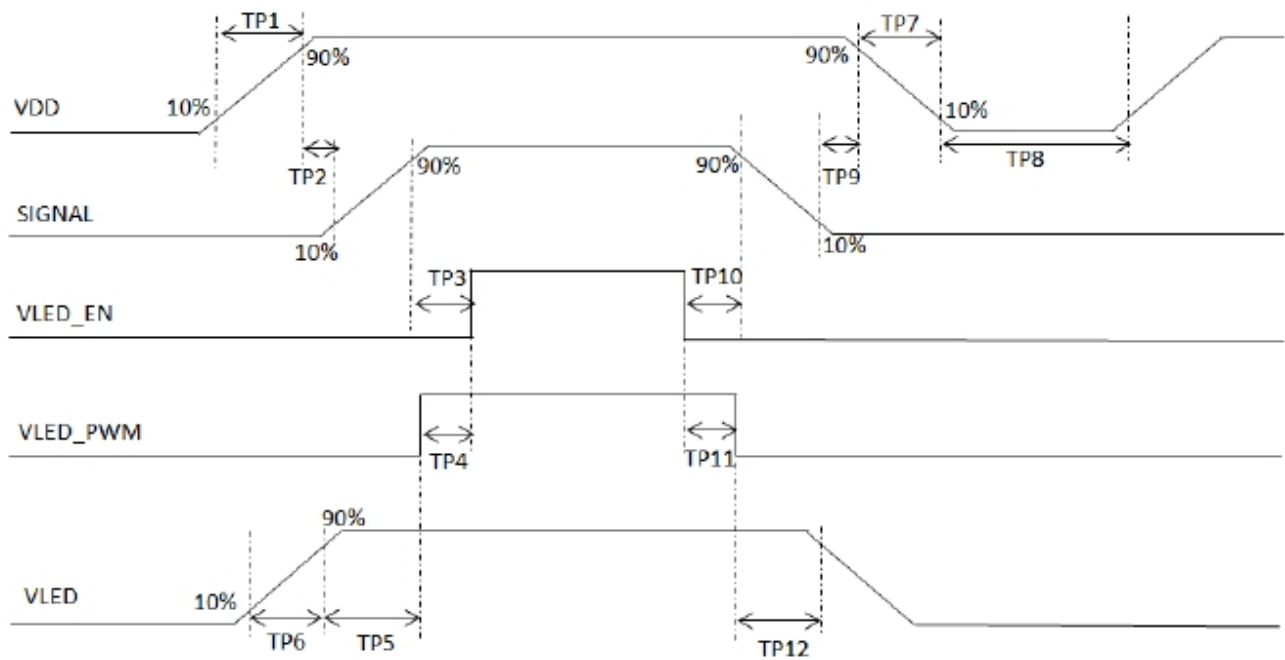 TP1
TP7
90%
90%
VDD
10%
10%
TP2
TP9
TP8
90%
90%
SIGNAL
10%
10%
TP3
TP10
VLED_EN
VLED_PWM
TP4
TP11
90%
VLED
10%
TP6
TP5
TP12